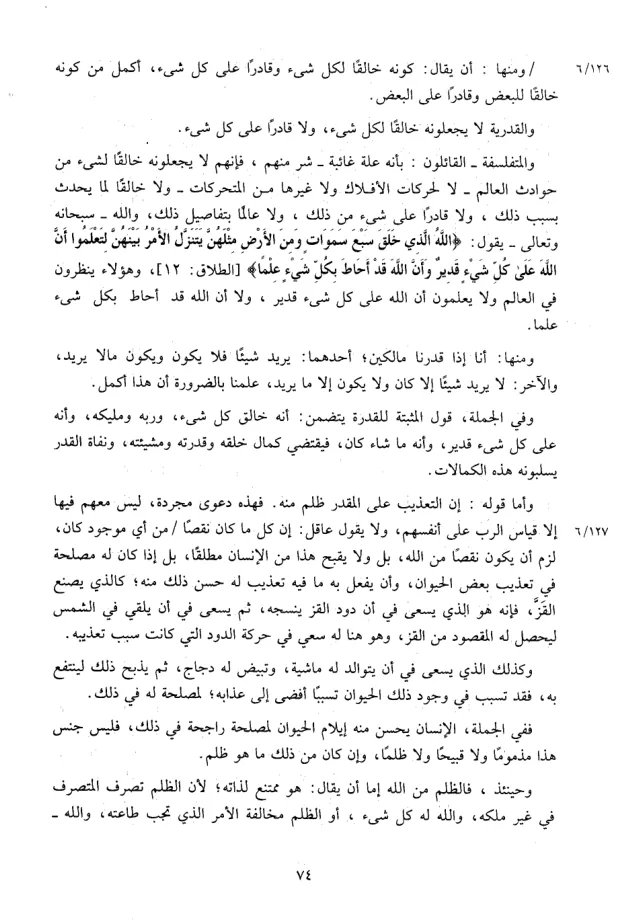 ٦/١٢٦
/ ومنها : أن يقال: كونه خالقًا لكل شىء وقادرًا على كل شىء، أكمل من كونه
خالقًا للبعض وقادرًا على البعض.
والقدرية لا يجعلونه خالقًا لكل شىء، ولا قادرًا على كل شىء.
والمتفلسفة ـ القائلون : بأنه علة غائبة ـ شر منهم ، فإنهم لا يجعلونه خالقًا لشىء من
حوادث العالم ـ لا لحركات الأفلاك ولا غيرها من المتحركات ـ ولا خالقًا لما يحدث
بسبب ذلك ، ولا قادرًا على شىء من ذلك ، ولا عالمًا بتفاصيل ذلك، والله ـ سبحانه
وتعالى ـ يقول: ﴿اللَّهُ الَّذِي خَلَقَ سَبْعَ سَمَوَاتٍ وَمِنَ الأَرْضِ مِثْلَهُنَّ يَتَنَزَّلُ الأَمْرُ بَيْنَهُنَّ لِتَعْلَمُوا أَنَّ
اللَّهَ عَلَىٰ كُلِّ شَيْءٍ قَدِيرٌ وَأَنَّ اللَّهَ قَدْ أَحَاطَ بِكُلِّ شَيْءٍ عِلْمًا﴾ [الطلاق: ١٢]، وهؤلاء ينظرون
في العالم ولا يعلمون أن الله على كل شىء قدير ، ولا أن الله قد أحاط بكل شىء
علما.
ومنها: أنا إذا قدرنا مالكين؛ أحدهما: يريد شيئًا فلا يكون ويكون مالا يريد،
والآخر: لا يريد شيئًا إلا كان ولا يكون إلا ما يريد، علمنا بالضرورة أن هذا أكمل.
وفي الجملة، قول المثبتة للقدرة يتضمن: أنه خالق كل شىء، وربه ومليكه، وأنه
على كل شىء قدير، وأنه ما شاء كان، فيقتضي كمال خلقه وقدرته ومشيئته، ونفاة القدر
يسلبونه هذه الكمالات.
وأما قوله : إن التعذيب على المقدر ظلم منه. فهذه دعوى مجردة، ليس معهم فيها
٦/١٢٧
إلا قياس الرب على أنفسهم، ولا يقول عاقل: إن كل ما كان نقصًا / من أي موجود كان،
لزم أن يكون نقصًا من الله، بل ولا يقبح هذا من الإنسان مطلقًا، بل إذا كان له مصلحة
في تعذيب بعض الحيوان، وأن يفعل به ما فيه تعذيب له حسن ذلك منه؛ كالذي يصنع
القَزَّ، فإنه هو الذي يسعى في أن دود القز ينسجه، ثم يسعى في أن يلقي في الشمس
ليحصل له المقصود من القز، وهو هنا له سعي في حركة الدود التي كانت سبب تعذيبه.
وكذلك الذي يسعى في أن يتوالد له ماشية، وتبيض له دجاج، ثم يذبح ذلك لينتفع
به، فقد تسبب في وجود ذلك الحيوان تسببًا أفضى إلى عذابه؛ لمصلحة له في ذلك.
ففي الجملة، الإنسان يحسن منه إيلام الحيوان لمصلحة راجحة في ذلك، فليس جنس
هذا مذمومًا ولا قبيحًا ولا ظلمًا، وإن كان من ذلك ما هو ظلم.
وحينئذ ، فالظلم من الله إما أن يقال: هو ممتنع لذاته؛ لأن الظلم تصرف المتصرف
في غير ملكه، والله له كل شىء ، أو الظلم مخالفة الأمر الذي تجب طاعته، والله ـ
٧٤